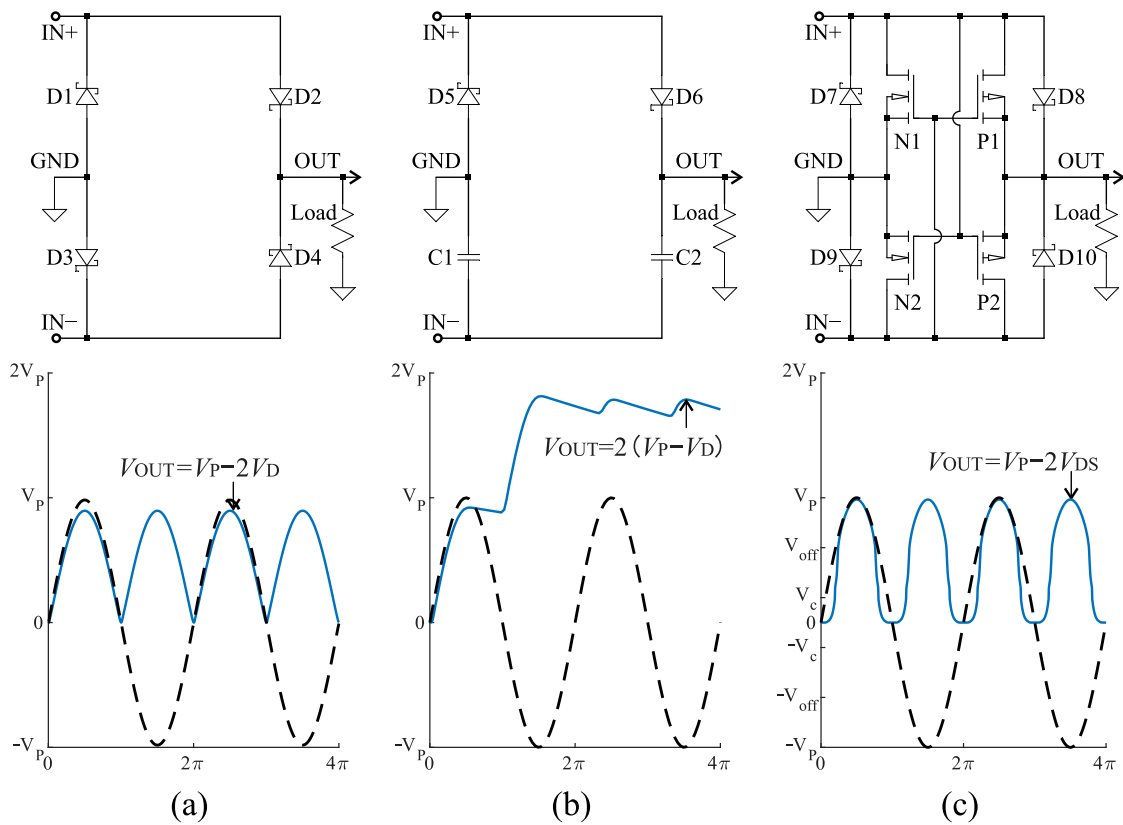 IN+
D1
D2
GND
OUT
Load
D3
D4
IN−
IN+
D5
D6
GND
OUT
Load
C1
C2
IN−
IN+
D7
N1
P1
D8
GND
OUT
Load
D9
N2
P2
D10
IN−
2VP
VOUT=VP−2VD
VP
0
−VP
0
2π
4π
(a)
2VP
VOUT=2(VP−VD)
VP
0
−VP
0
2π
4π
(b)
2VP
VOUT=VP−2VDS
VP
Voff
Vc
0
−Vc
−Voff
−VP
0
2π
4π
(c)